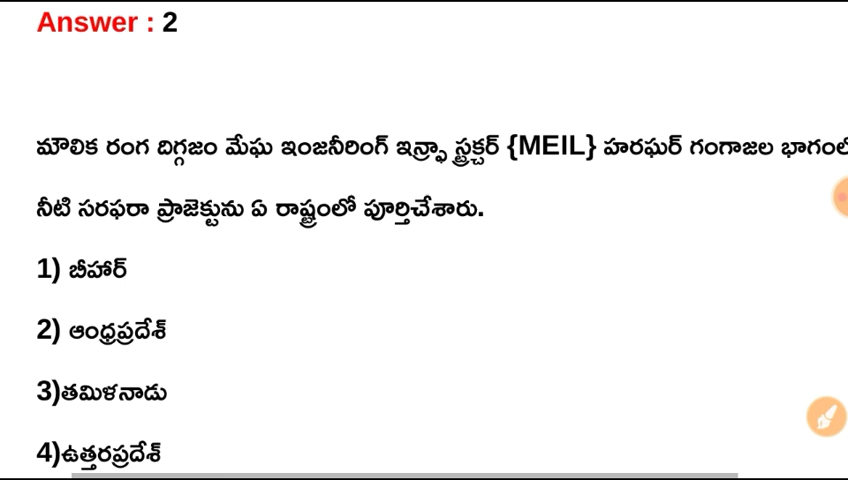 Answer : 2
మౌలిక రంగ దిగ్గజం మేఘ ఇంజనీరింగ్ ఇన్ఫ్రా స్ట్రక్చర్ {MEIL} హరఘర్ గంగాజల
నీటి సరఫరా ప్రాజెక్టును ఏ రాష్ట్రంలో పూర్తిచేశారు.
1) బీహార్
2) ఆంధ్రప్రదేశ్
3)తమిళనాడు
4)ఉత్తరప్రదేశ్